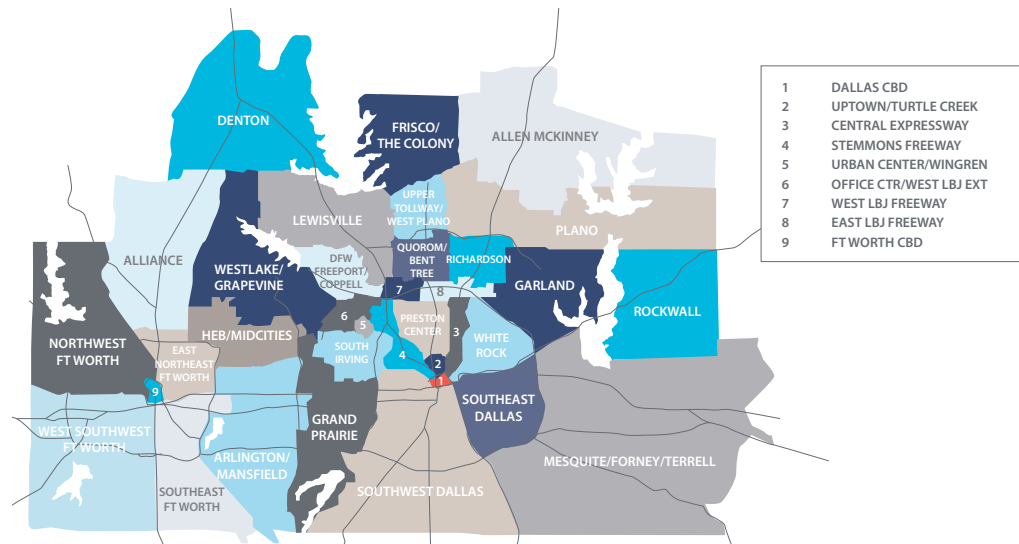 DENTON
FRISCO/
THE COLONY
ALLEN MCKINNEY
1 DALLAS CBD
2 UPTOWN/TURTLE CREEK
3 CENTRAL EXPRESSWAY
4 STEMMONS FREEWAY
5 URBAN CENTER/WINGREN
6 OFFICE CTR/WEST LBJ EXT
7 WEST LBJ FREEWAY
8 EAST LBJ FREEWAY
9 FT WORTH CBD
LEWISVILLE
UPPER
TOLLWAY/
WEST PLANO
PLANO
ALLIANCE
WESTLAKE/
GRAPEVINE
DFW
FREEPORT/
COPPELL
QUOROM/
BENT
TREE
RICHARDSON
GARLAND
ROCKWALL
7
8
NORTHWEST
FT WORTH
HEB/MIDCITIES
6
5
PRESTON
CENTER
3
WHITE
ROCK
EAST
NORTHEAST
FT WORTH
SOUTH
IRVING
4
2
1
9
GRAND
PRAIRIE
SOUTHEAST
DALLAS
WEST SOUTHWEST
FT WORTH
ARLINGTON/
MANSFIELD
MESQUITE/FORNEY/TERRELL
SOUTHEAST
FT WORTH
SOUTHWEST DALLAS